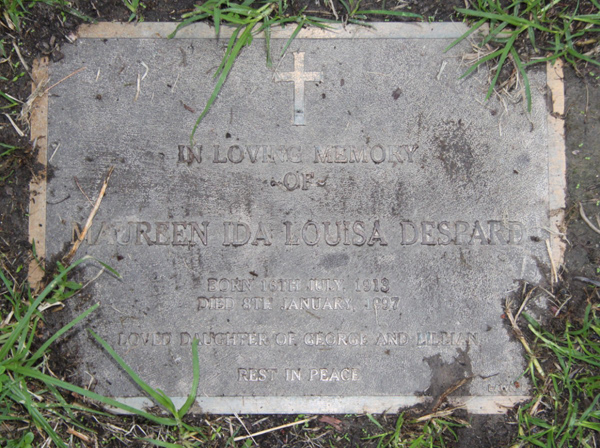 IN LOVING MEMORY
OF
MAUREEN IDA LOUISA DESPARD
BORN JULY, 1918
DIED 8TH JANUARY,
LOVED DAUGHTER OF GEORGE AND LILLIAN
REST IN PEACE